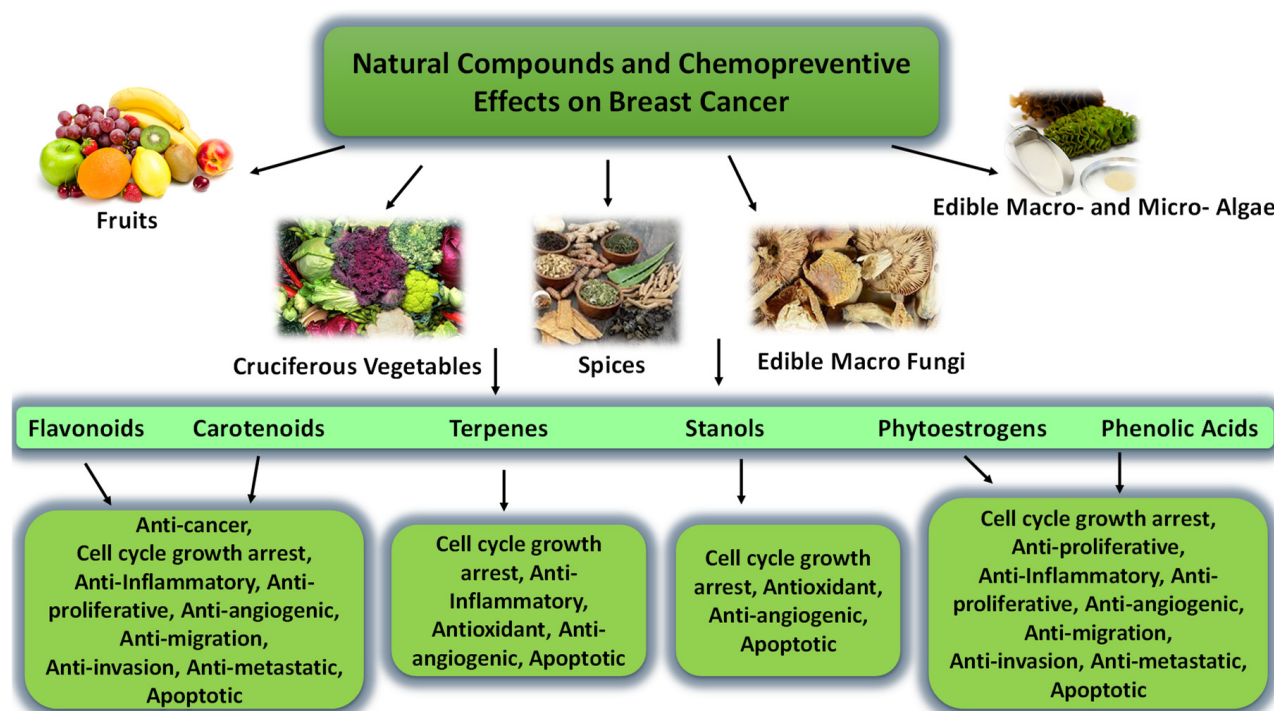 Natural Compounds and Chemopreventive
Effects on Breast Cancer
Fruits
Edible Macro- and Micro- Algae
Cruciferous Vegetables
Spices
Edible Macro Fungi
Flavonoids
Carotenoids
Terpenes
Stanols
Phytoestrogens
Phenolic Acids
Anti-cancer,
Cell cycle growth arrest,
Anti-Inflammatory, Anti-
proliferative, Anti-angiogenic,
Anti-migration,
Anti-invasion, Anti-metastatic,
Apoptotic
Cell cycle growth
arrest, Anti-
Inflammatory,
Antioxidant, Anti-
angiogenic, Apoptotic
Cell cycle growth
arrest, Antioxidant,
Anti-angiogenic,
Apoptotic
Cell cycle growth arrest,
Anti-proliferative,
Anti-Inflammatory, Anti-
proliferative, Anti-angiogenic,
Anti-migration,
Anti-invasion, Anti-metastatic,
Apoptotic